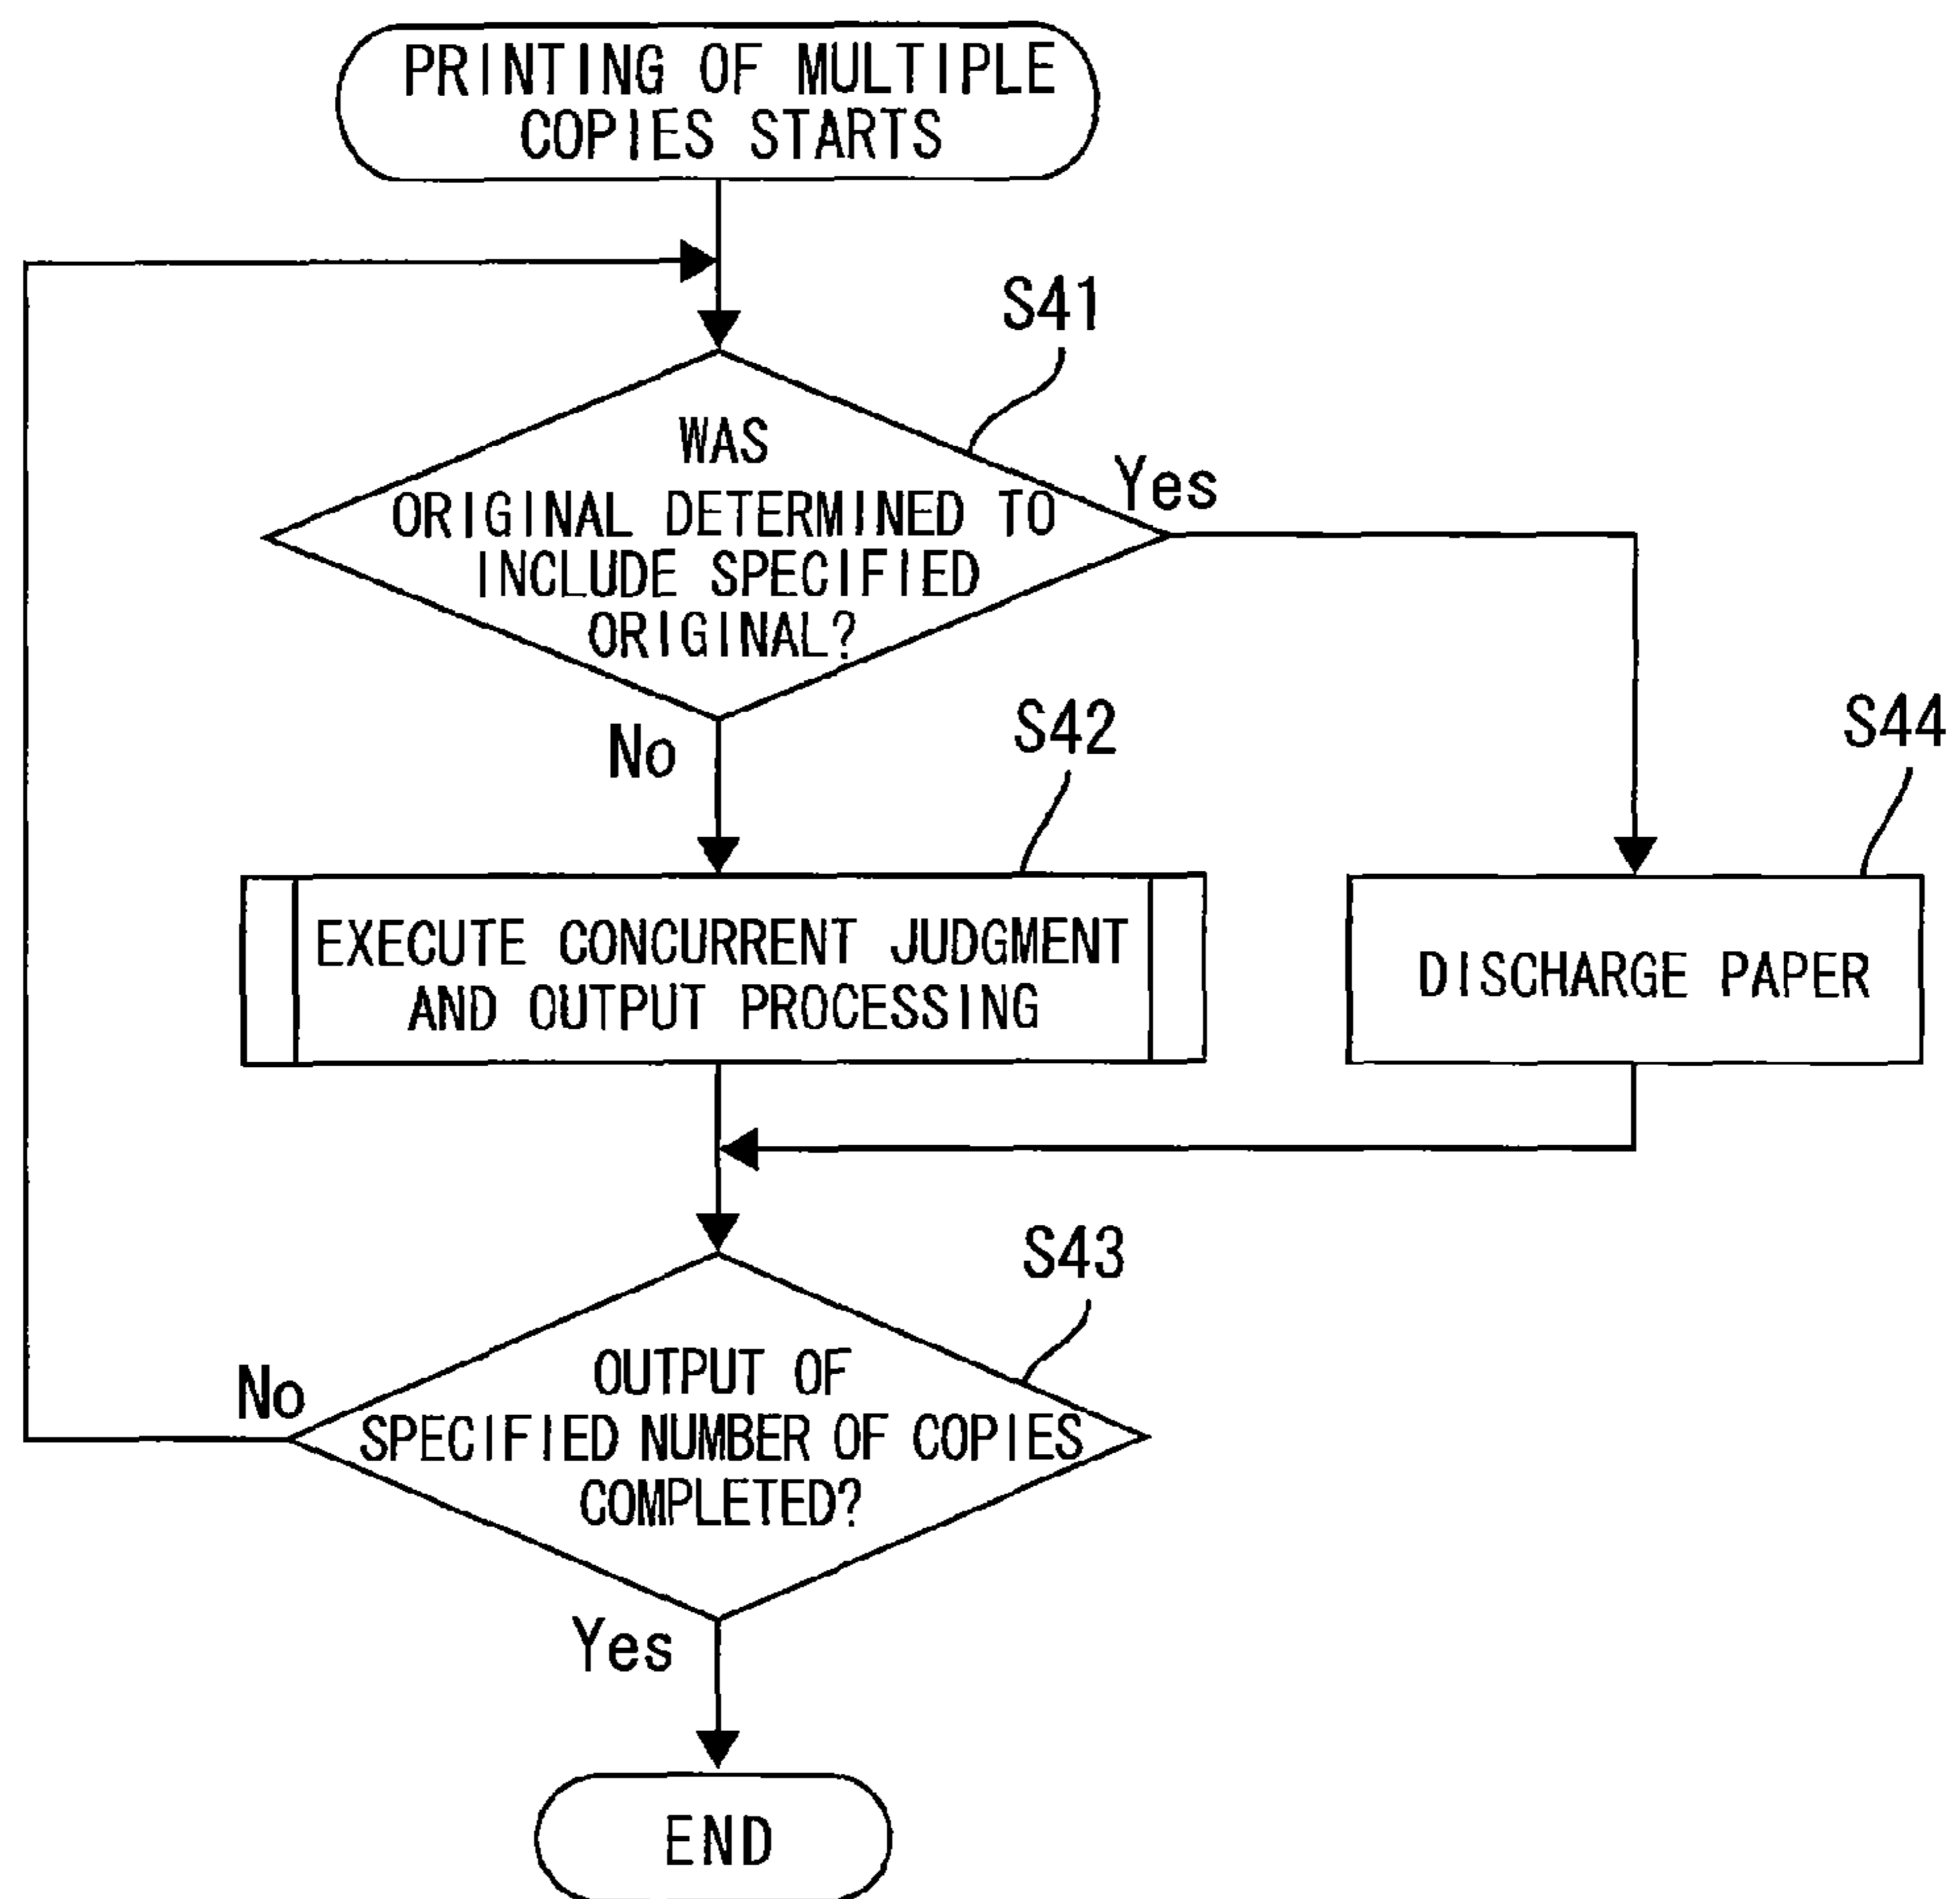 PRINTING OF MULTIPLE
COPIES STARTS
S41
WAS
ORIGINAL DETERMINED TO
INCLUDE SPECIFIED
ORIGINAL?
Yes
No
S42
S44
EXECUTE CONCURRENT JUDGMENT
AND OUTPUT PROCESSING
DISCHARGE PAPER
S43
OUTPUT OF
SPECIFIED NUMBER OF COPIES
COMPLETED?
No
Yes
END